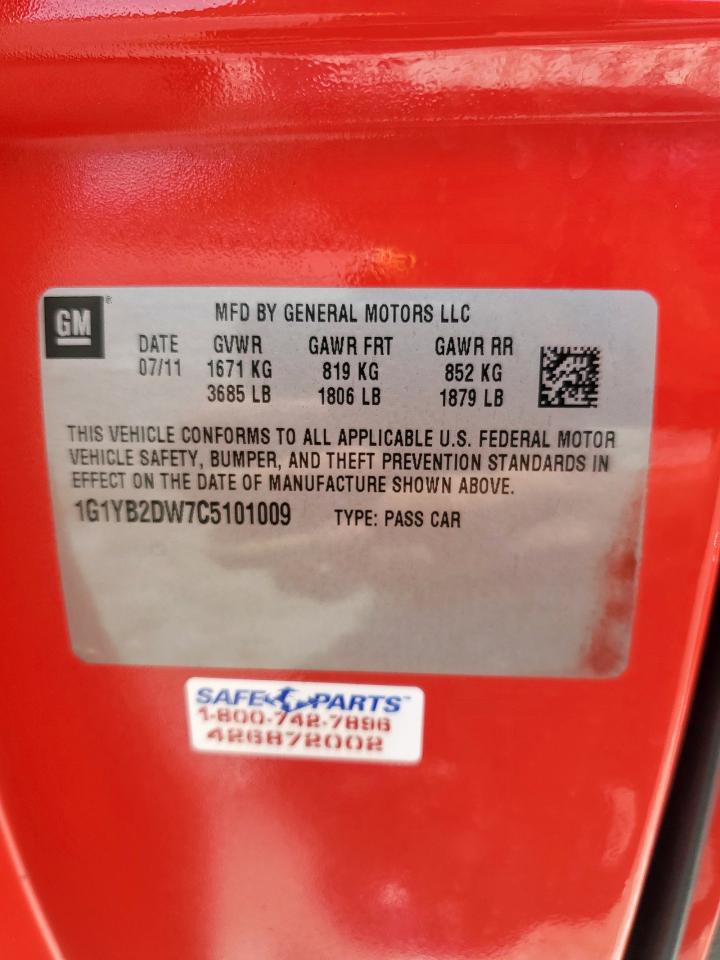 GM®
MFD BY GENERAL MOTORS LLC
DATE GVWR GAWR FRT GAWR RR
07/11 1671 KG 819 KG 852 KG
3685 LB 1806 LB 1879 LB
THIS VEHICLE CONFORMS TO ALL APPLICABLE U.S. FEDERAL MOTOR
VEHICLE SAFETY, BUMPER, AND THEFT PREVENTION STANDARDS IN
EFFECT ON THE DATE OF MANUFACTURE SHOWN ABOVE.
1G1YB2DW7C5101009 TYPE: PASS CAR
SAFE PARTS™
1-800-742-7896
426872002